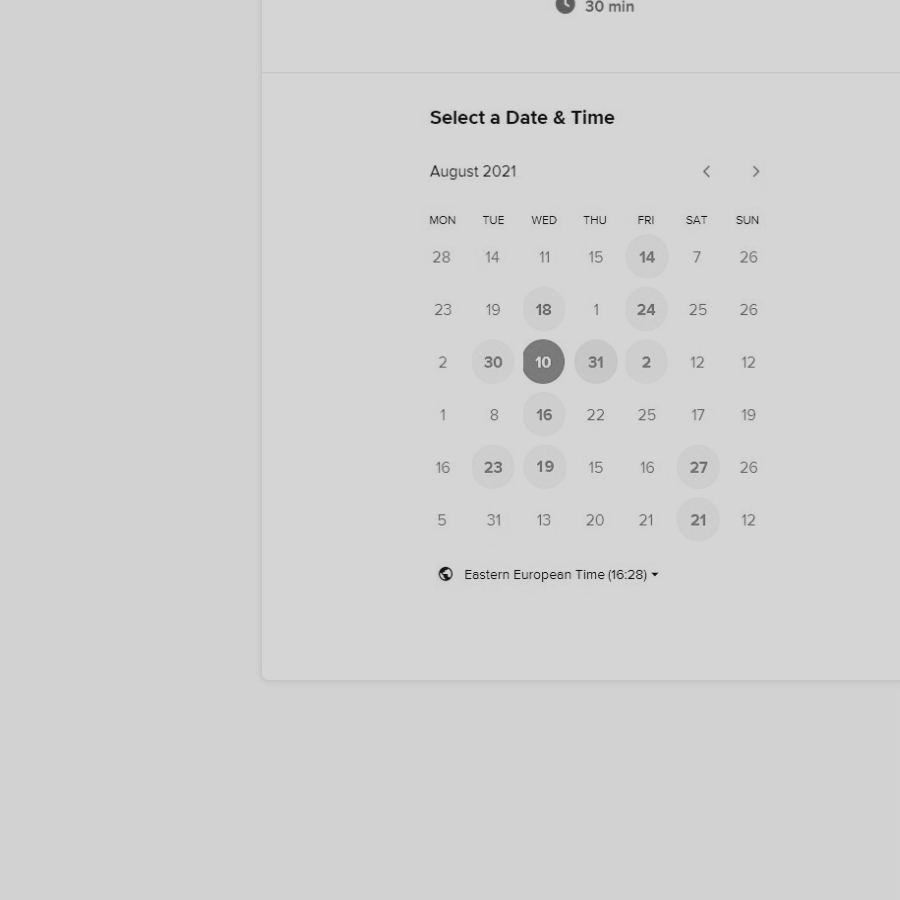 30 min
Select a Date & Time
August 2021
MON TUE WED THU FRI SAT SUN
28 14 11 15 14 7 26
23 19 18 1 24 25 26
2 30 10 31 2 12 12
1 8 16 22 25 17 19
16 23 19 15 16 27 26
5 31 13 20 21 21 12
Eastern European Time (16:28)